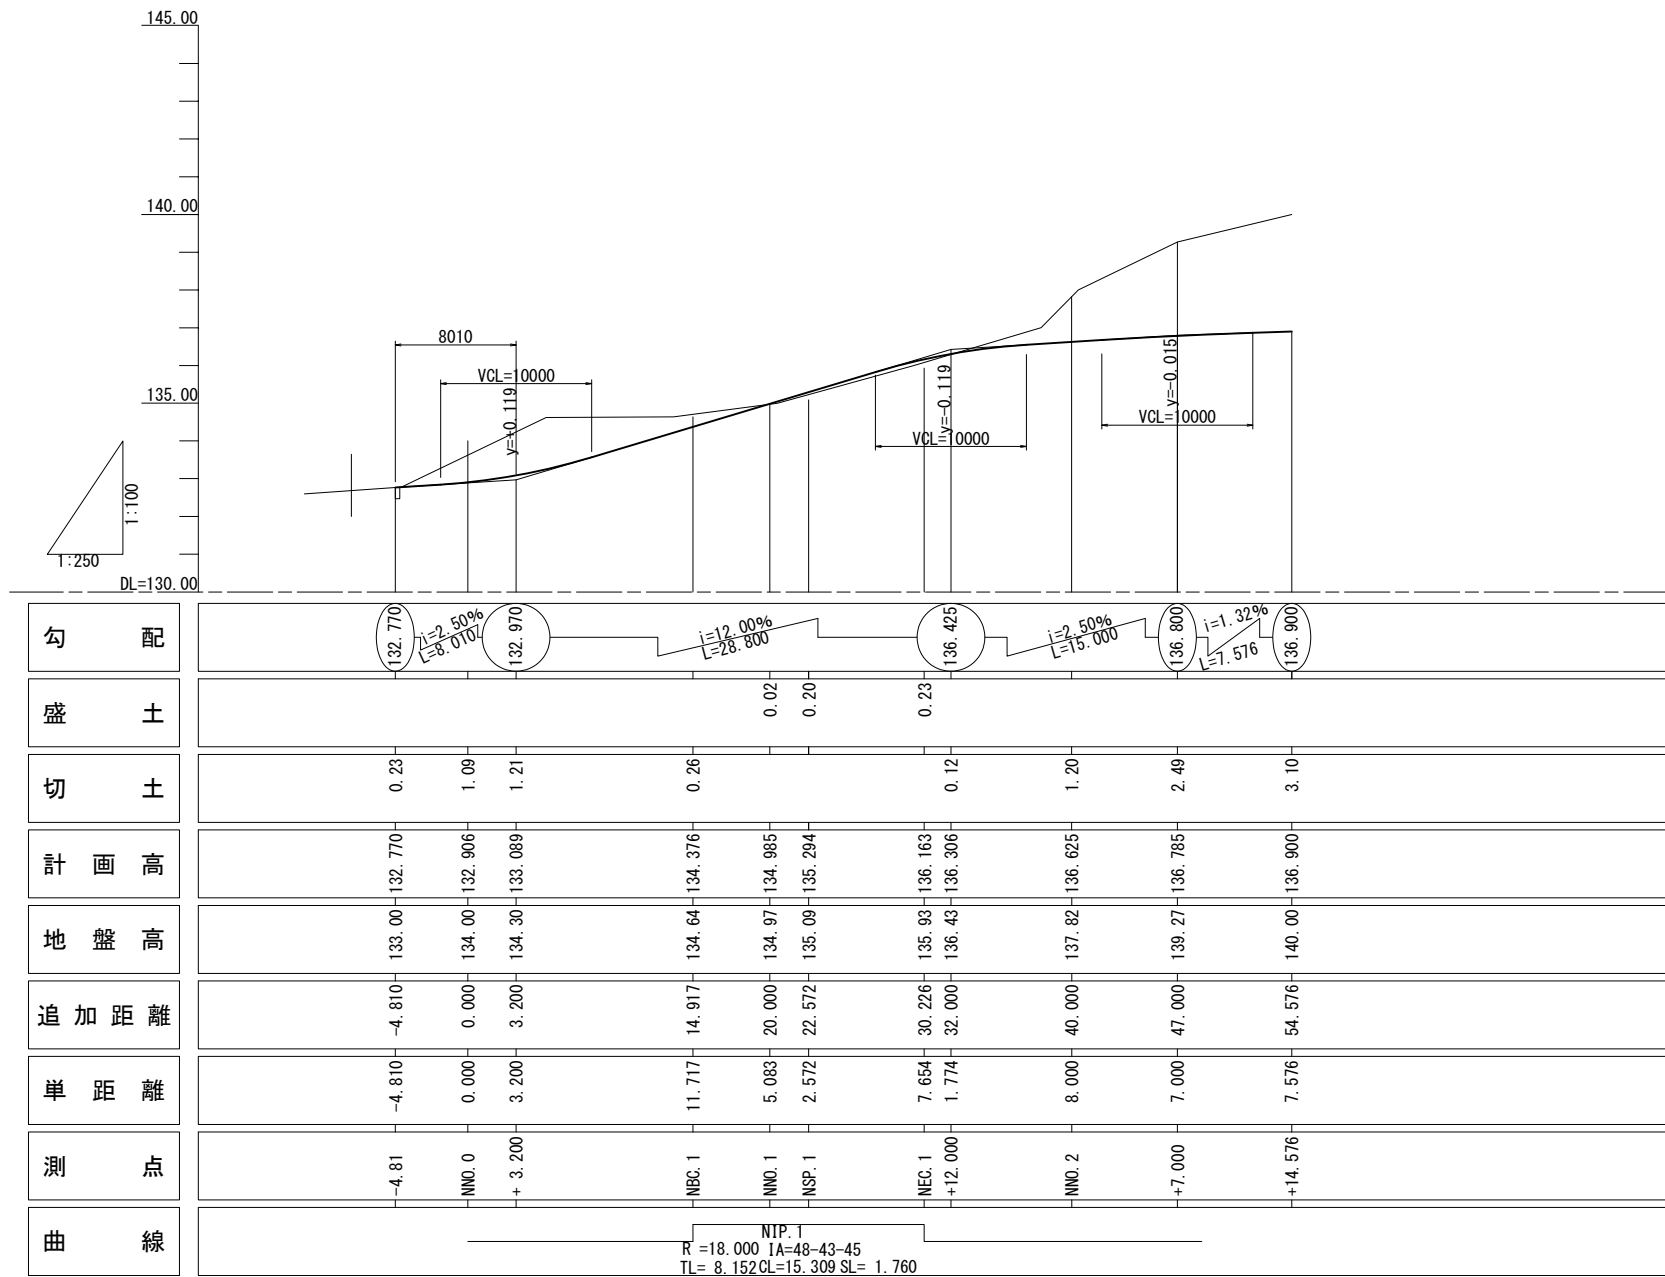 145.00
140.00
135.00
DL=130.00
1:100
1:250
8010
VCL=10000
y=+0.119
VCL=10000
y=-0.119
VCL=10000
y=-0.015
勾 配
132.770
i=2.50%
L=8.010
132.970
i=12.00%
L=28.800
136.425
i=2.50%
L=15.000
136.800
i=1.32%
L=7.576
136.900
盛 土
0.02 0.20 0.23
切 土
0.23 1.09 1.21 0.26 0.12 1.20 2.49 3.10
計 画 高
132.770 132.906 133.089 134.376 134.985 135.294 136.163 136.306 136.625 136.785 136.900
地 盤 高
133.00 134.00 134.30 134.64 134.97 135.09 135.93 136.43 137.82 139.27 140.00
追 加 距 離
-4.810 0.000 3.200 14.917 20.000 22.572 30.226 32.000 40.000 47.000 54.576
単 距 離
-4.810 0.000 3.200 11.717 5.083 2.572 7.654 1.774 8.000 7.000 7.576
測 点
-4.81 NNO.0 + 3.200 NBC.1 NNO.1 NSP.1 NEC.1 +12.000 NNO.2 +7.000 +14.576
曲 線
NIP.1
R =18.000 IA=48-43-45
TL= 8.152 CL=15.309 SL= 1.760